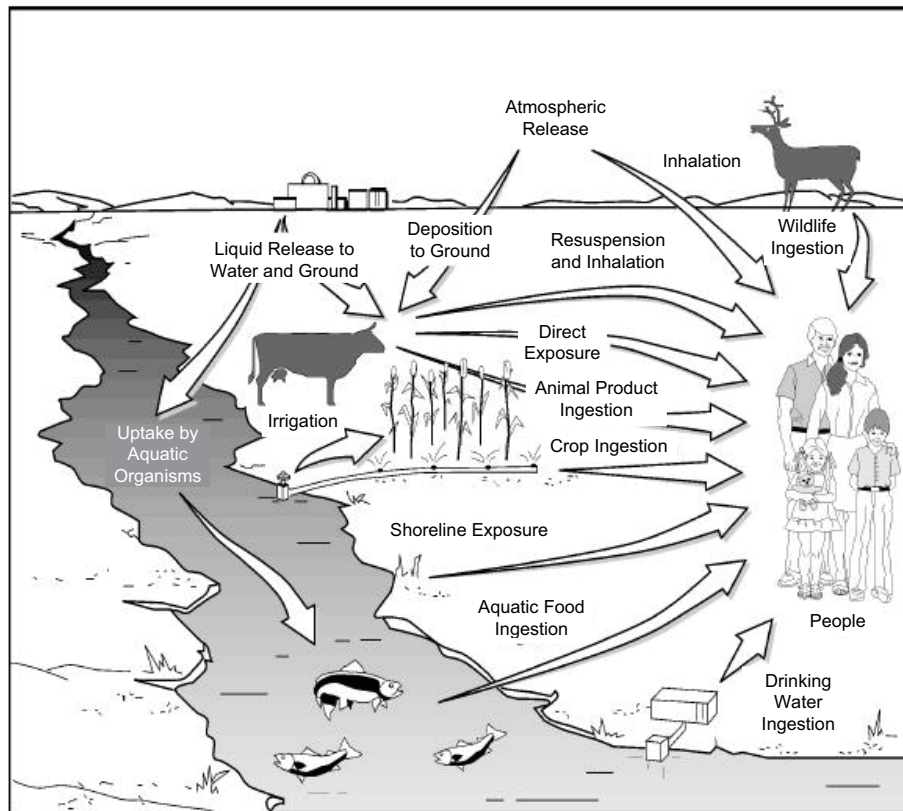 Atmospheric
Release
Inhalation
Wildlife
Ingestion
Liquid Release to
Water and Ground
Deposition
to Ground
Resuspension
and Inhalation
Direct
Exposure
Animal Product
Ingestion
Irrigation
Crop Ingestion
Uptake by
Aquatic
Organisms
Shoreline Exposure
Aquatic Food
Ingestion
People
Drinking
Water
Ingestion